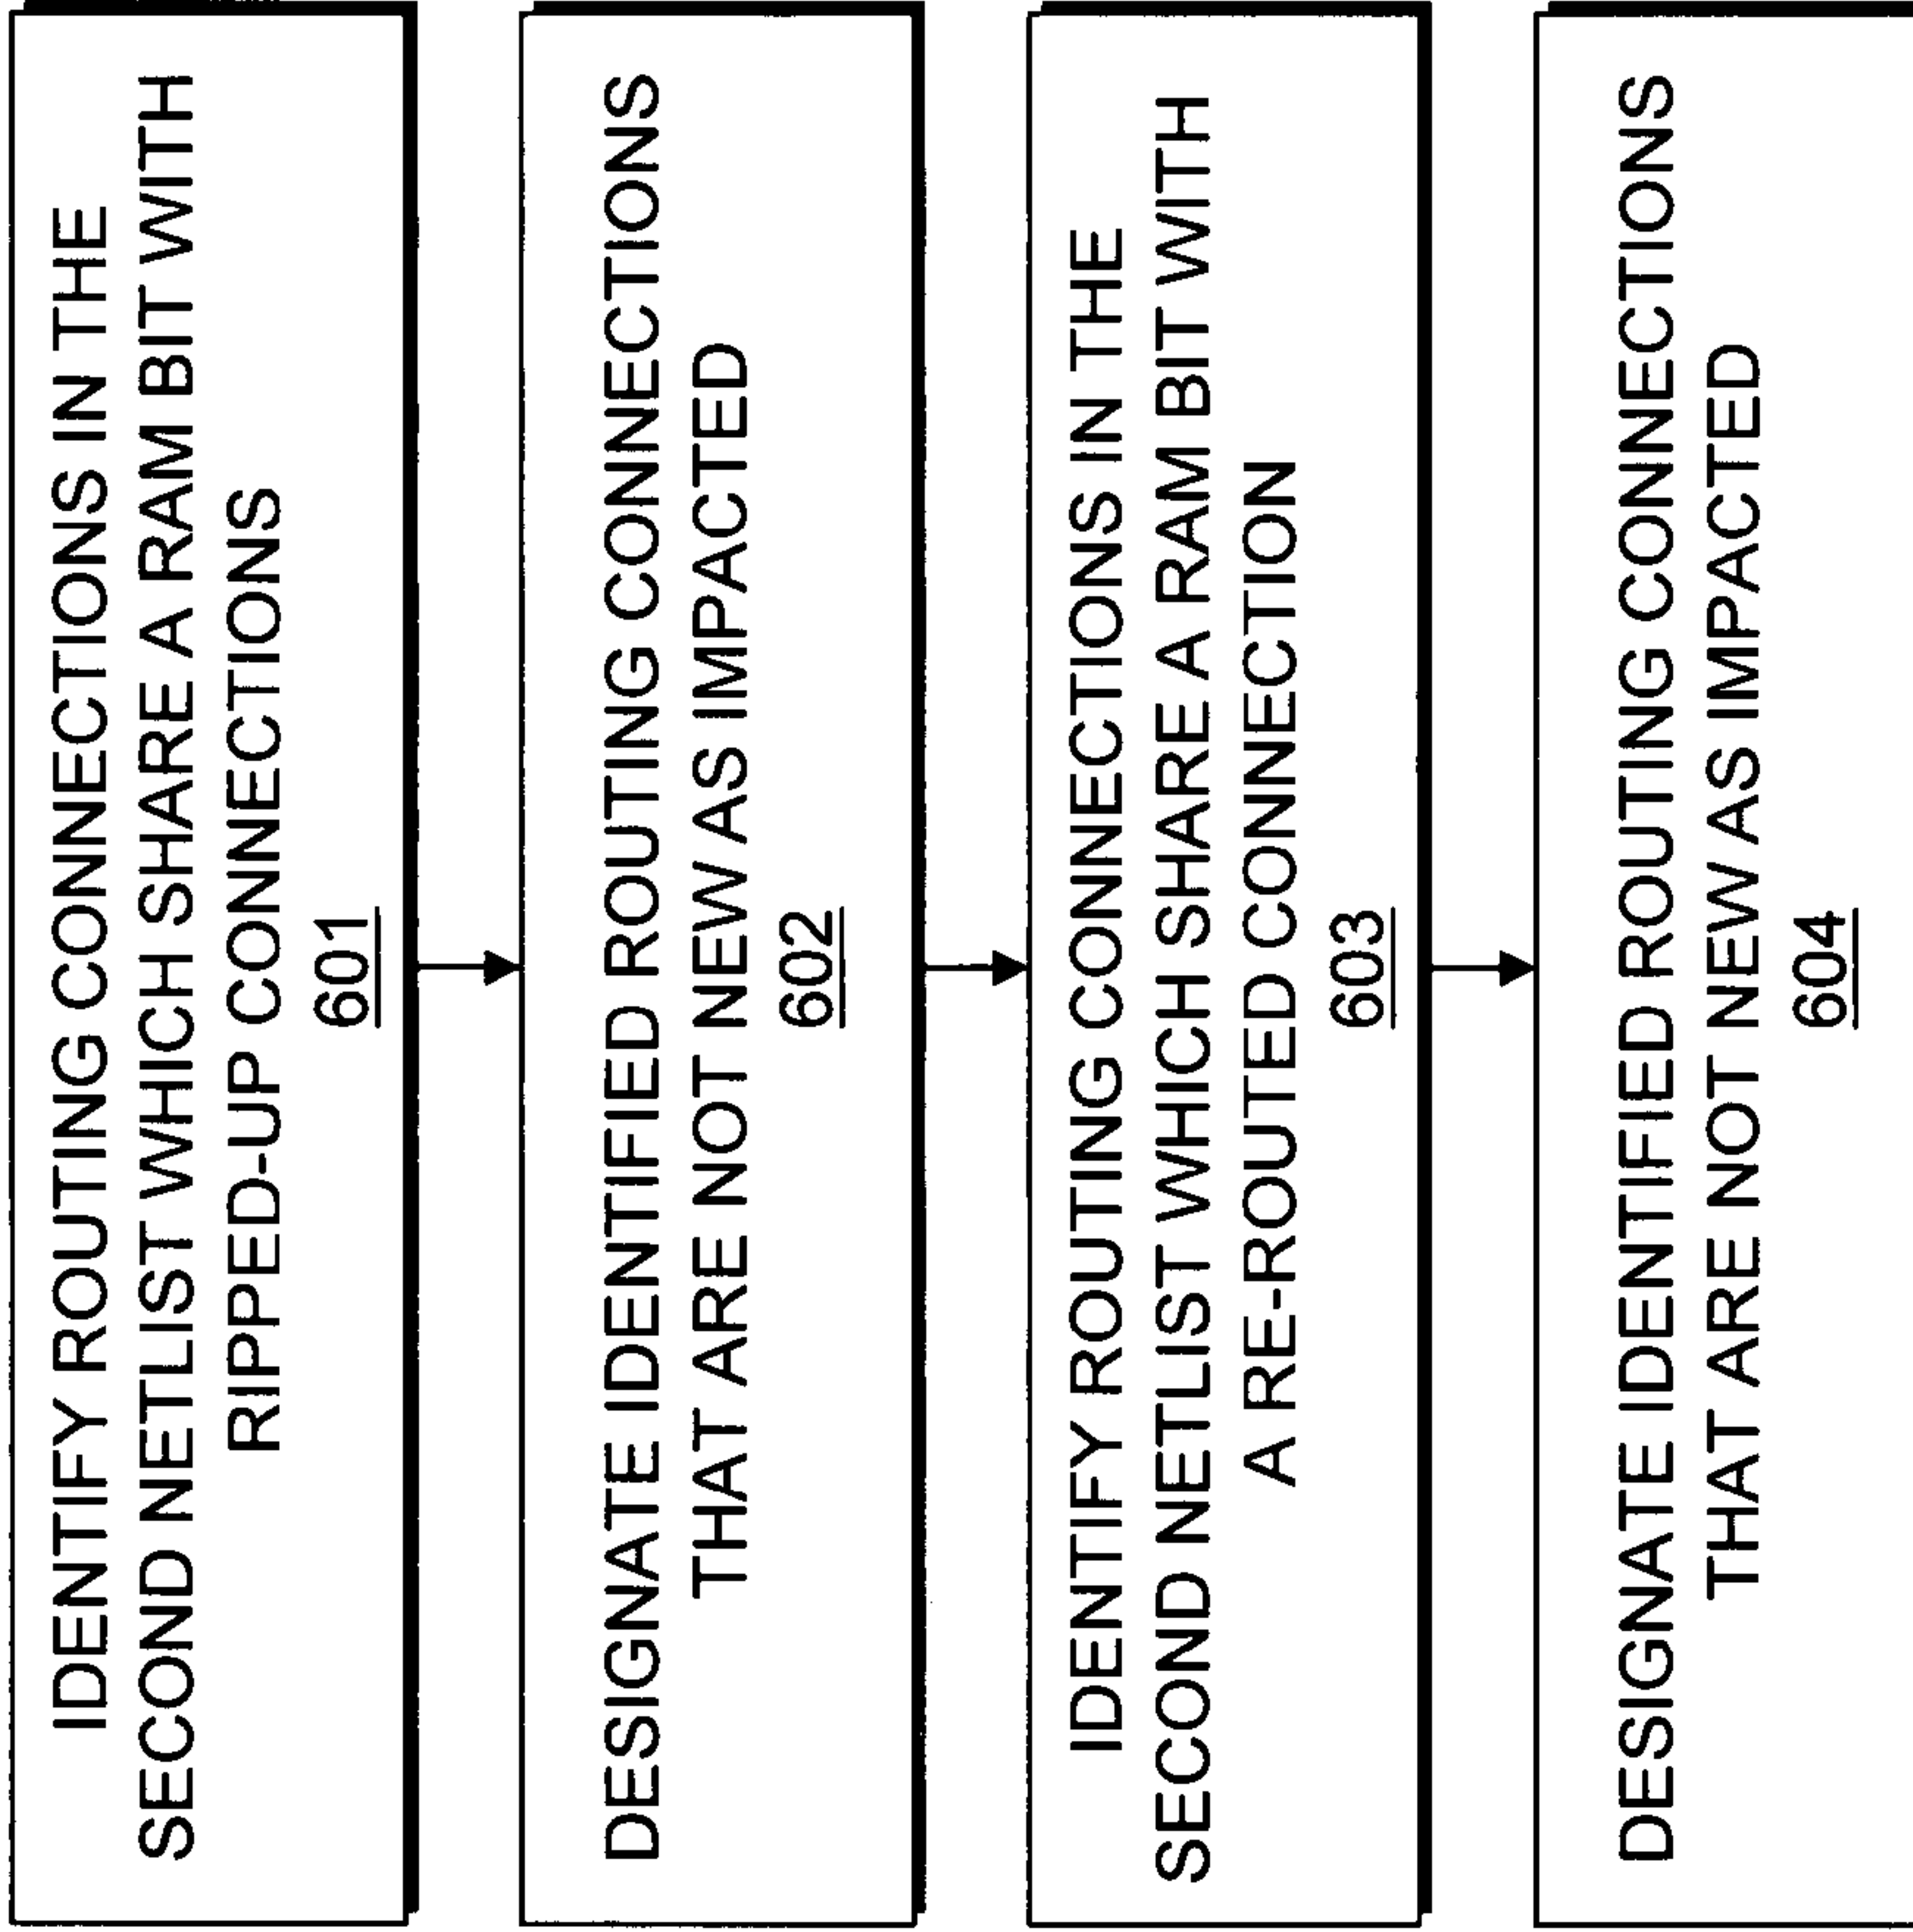 IDENTIFY ROUTING CONNECTIONS IN THE
SECOND NETLIST WHICH SHARE A RAM BIT WITH
RIPPED-UP CONNECTIONS
601
DESIGNATE IDENTIFIED ROUTING CONNECTIONS
THAT ARE NOT NEW AS IMPACTED
602
IDENTIFY ROUTING CONNECTIONS IN THE
SECOND NETLIST WHICH SHARE A RAM BIT WITH
A RE-ROUTED CONNECTION
603
DESIGNATE IDENTIFIED ROUTING CONNECTIONS
THAT ARE NOT NEW AS IMPACTED
604